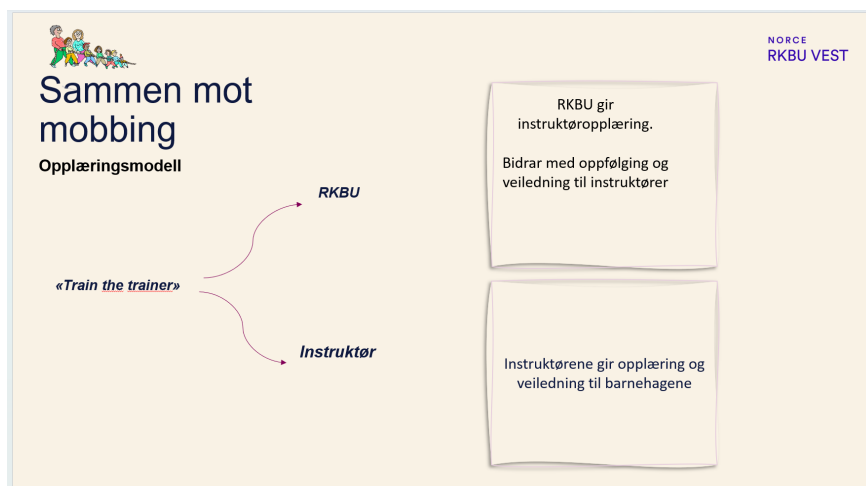 NORCE
RKBU VEST
Sammen mot
mobbing
Opplæringsmodell
RKBU
«Train the trainer»
Instruktør
RKBU gir
instruktøropplæring.
Bidrar med oppfølging og
veiledning til instruktører
Instruktørene gir opplæring og
veiledning til barnehagene